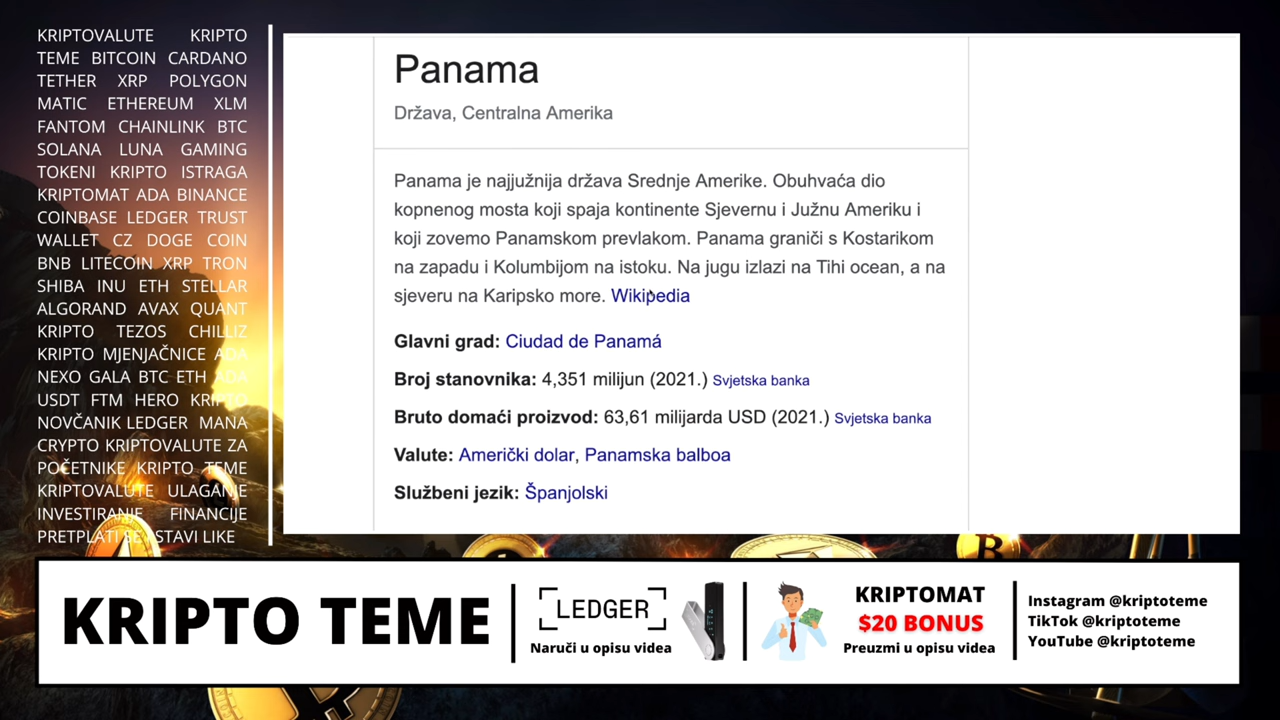 KRIPTOVALUTE KRIPTO
TEME BITCOIN CARDANO
TETHER XRP POLYGON
MATIC ETHEREUM XLM
FANTOM CHAINLINK BTC
SOLANA LUNA GAMING
TOKENI KRIPTO ISTRAGA
KRIPTOMAT ADA BINANCE
COINBASE LEDGER TRUST
WALLET CZ DOGE COIN
BNB LITECOIN XRP TRON
SHIBA INU ETH STELLAR
ALGORAND AVAX QUANT
KRIPTO TEZOS CHILLIZ
KRIPTO MJENJAČNICE ADA
NEXO GALA BTC ETH ADA
USDT FTM HERO KRIPTO
NOVČANIK LEDGER MANA
CRYPTO KRIPTOVALUTE ZA
POČETNIKE KRIPTO TEME
KRIPTOVALUTE ULAGANJE
INVESTIRANJE FINANCIJE
PRETPLATI SE OSTAVI LIKE
Panama
Država, Centralna Amerika
Panama je najjužnija država Srednje Amerike. Obuhvaća dio
kopnenog mosta koji spaja kontinente Sjevernu i Južnu Ameriku i
koji zovemo Panamskom prevlakom. Panama graniči s Kostarikom
na zapadu i Kolumbijom na istoku. Na jugu izlazi na Tihi ocean, a na
sjeveru na Karipsko more. Wikipedia
Glavni grad: Ciudad de Panamá
Broj stanovnika: 4,351 milijun (2021.) Svjetska banka
Bruto domaći proizvod: 63,61 milijarda USD (2021.) Svjetska banka
Valute: Američki dolar, Panamska balboa
Službeni jezik: Španjolski
KRIPTO TEME
LEDGER
Naruči u opisu videa
KRIPTOMAT
$20 BONUS
Preuzmi u opisu videa
Instagram @kriptoteme
TikTok @kriptoteme
YouTube @kriptoteme